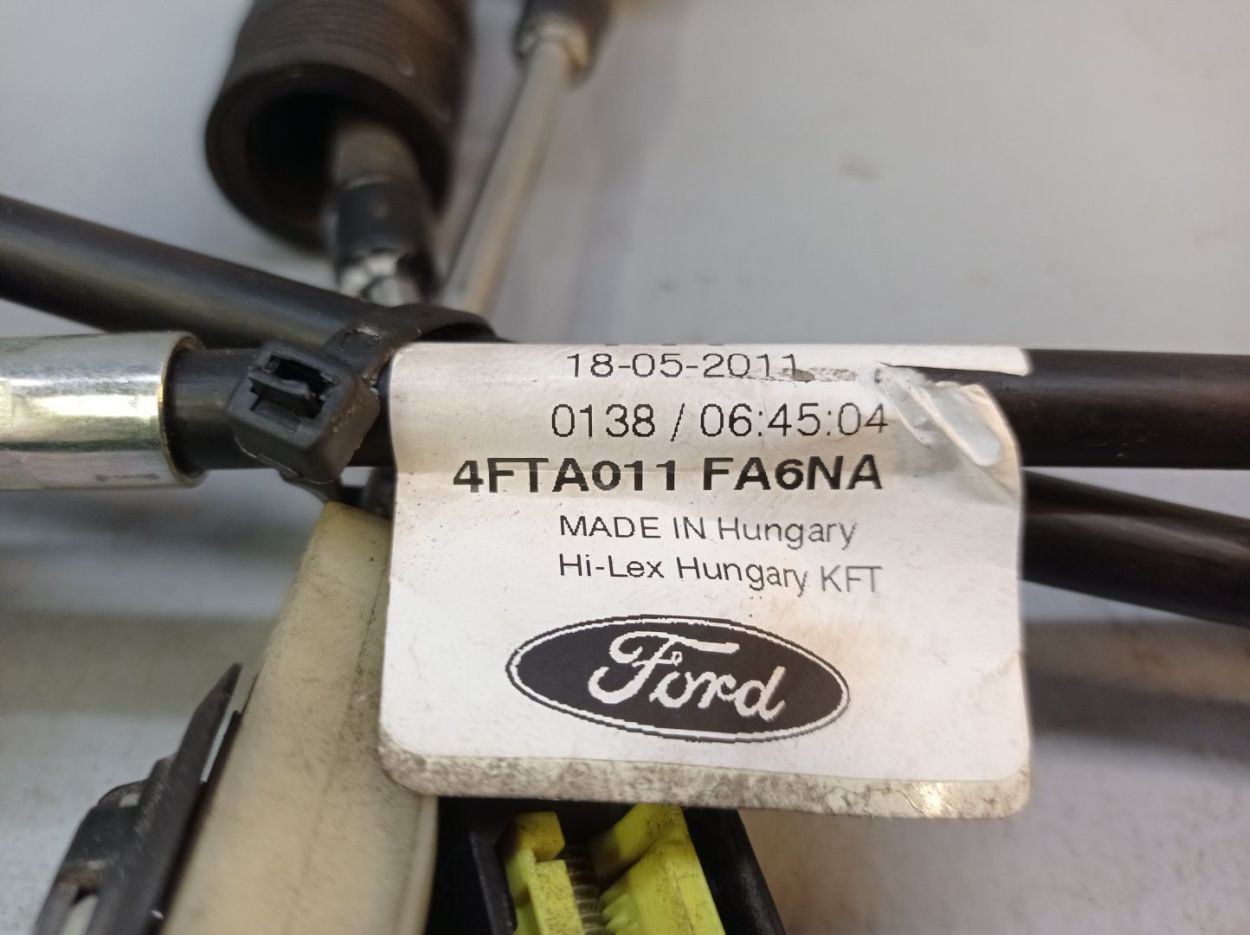 18-05-2011
0138 / 06:45:04
4FTA011 FA6NA
MADE IN Hungary
Hi-Lex Hungary KFT
Ford